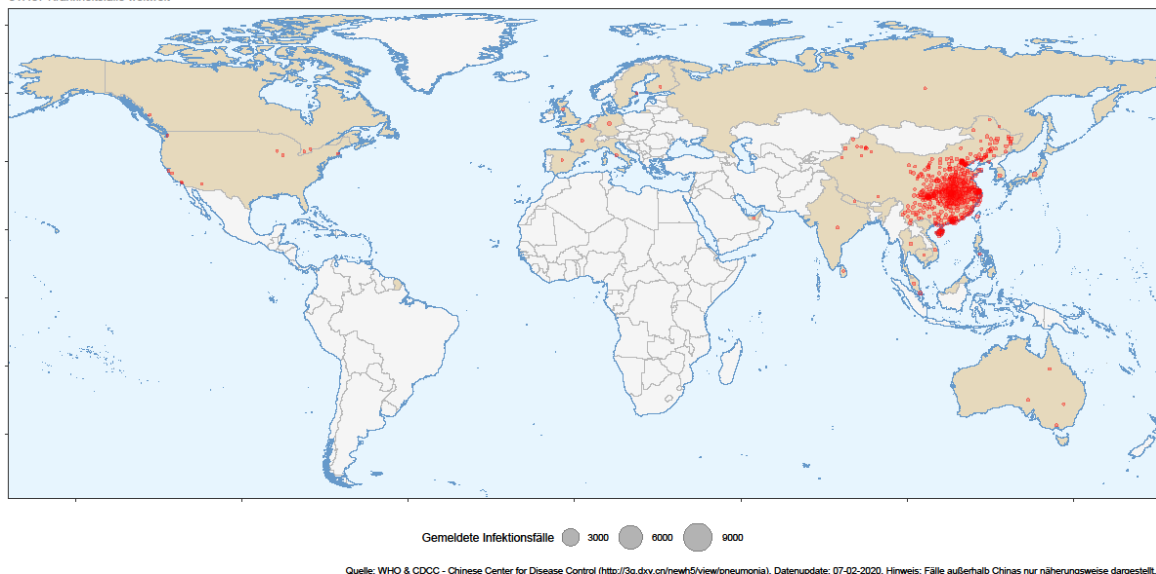 Gemeldete Infektionsfälle 3000 6000 9000
Quelle: WHO & CDCC - Chinese Center for Disease Control (http://3g.dxy.cn/newh5/view/pneumonia). Datenupdate: 07-02-2020. Hinweis: Fälle außerhalb Chinas nur näherungsweise dargestellt.